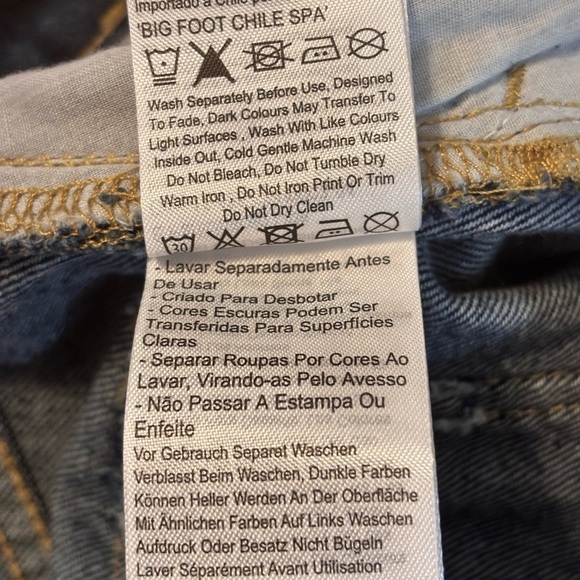 Importado a Chile
'BIG FOOT CHILE SPA'
Wash Separately Before Use, Designed
To Fade, Dark Colours May Transfer To
Light Surfaces , Wash With Like Colours
Inside Out, Cold Gentle Machine Wash
Do Not Bleach, Do Not Tumble Dry
Warm Iron , Do Not Iron Print Or Trim
Do Not Dry Clean
30
- Lavar Separadamente Antes
De Usar
- Criado Para Desbotar
- Cores Escuras Podem Ser
Transferidas Para Superfícies
Claras
- Separar Roupas Por Cores Ao
Lavar, Virando-as Pelo Avesso
- Não Passar A Estampa Ou
Enfeite
Vor Gebrauch Separat Waschen
Verblasst Beim Waschen, Dunkle Farben
Können Heller Werden An Der Oberfläche
Mit Ähnlichen Farben Auf Links Waschen
Aufdruck Oder Besatz Nicht Bügeln
Laver Séparément Avant Utilisation